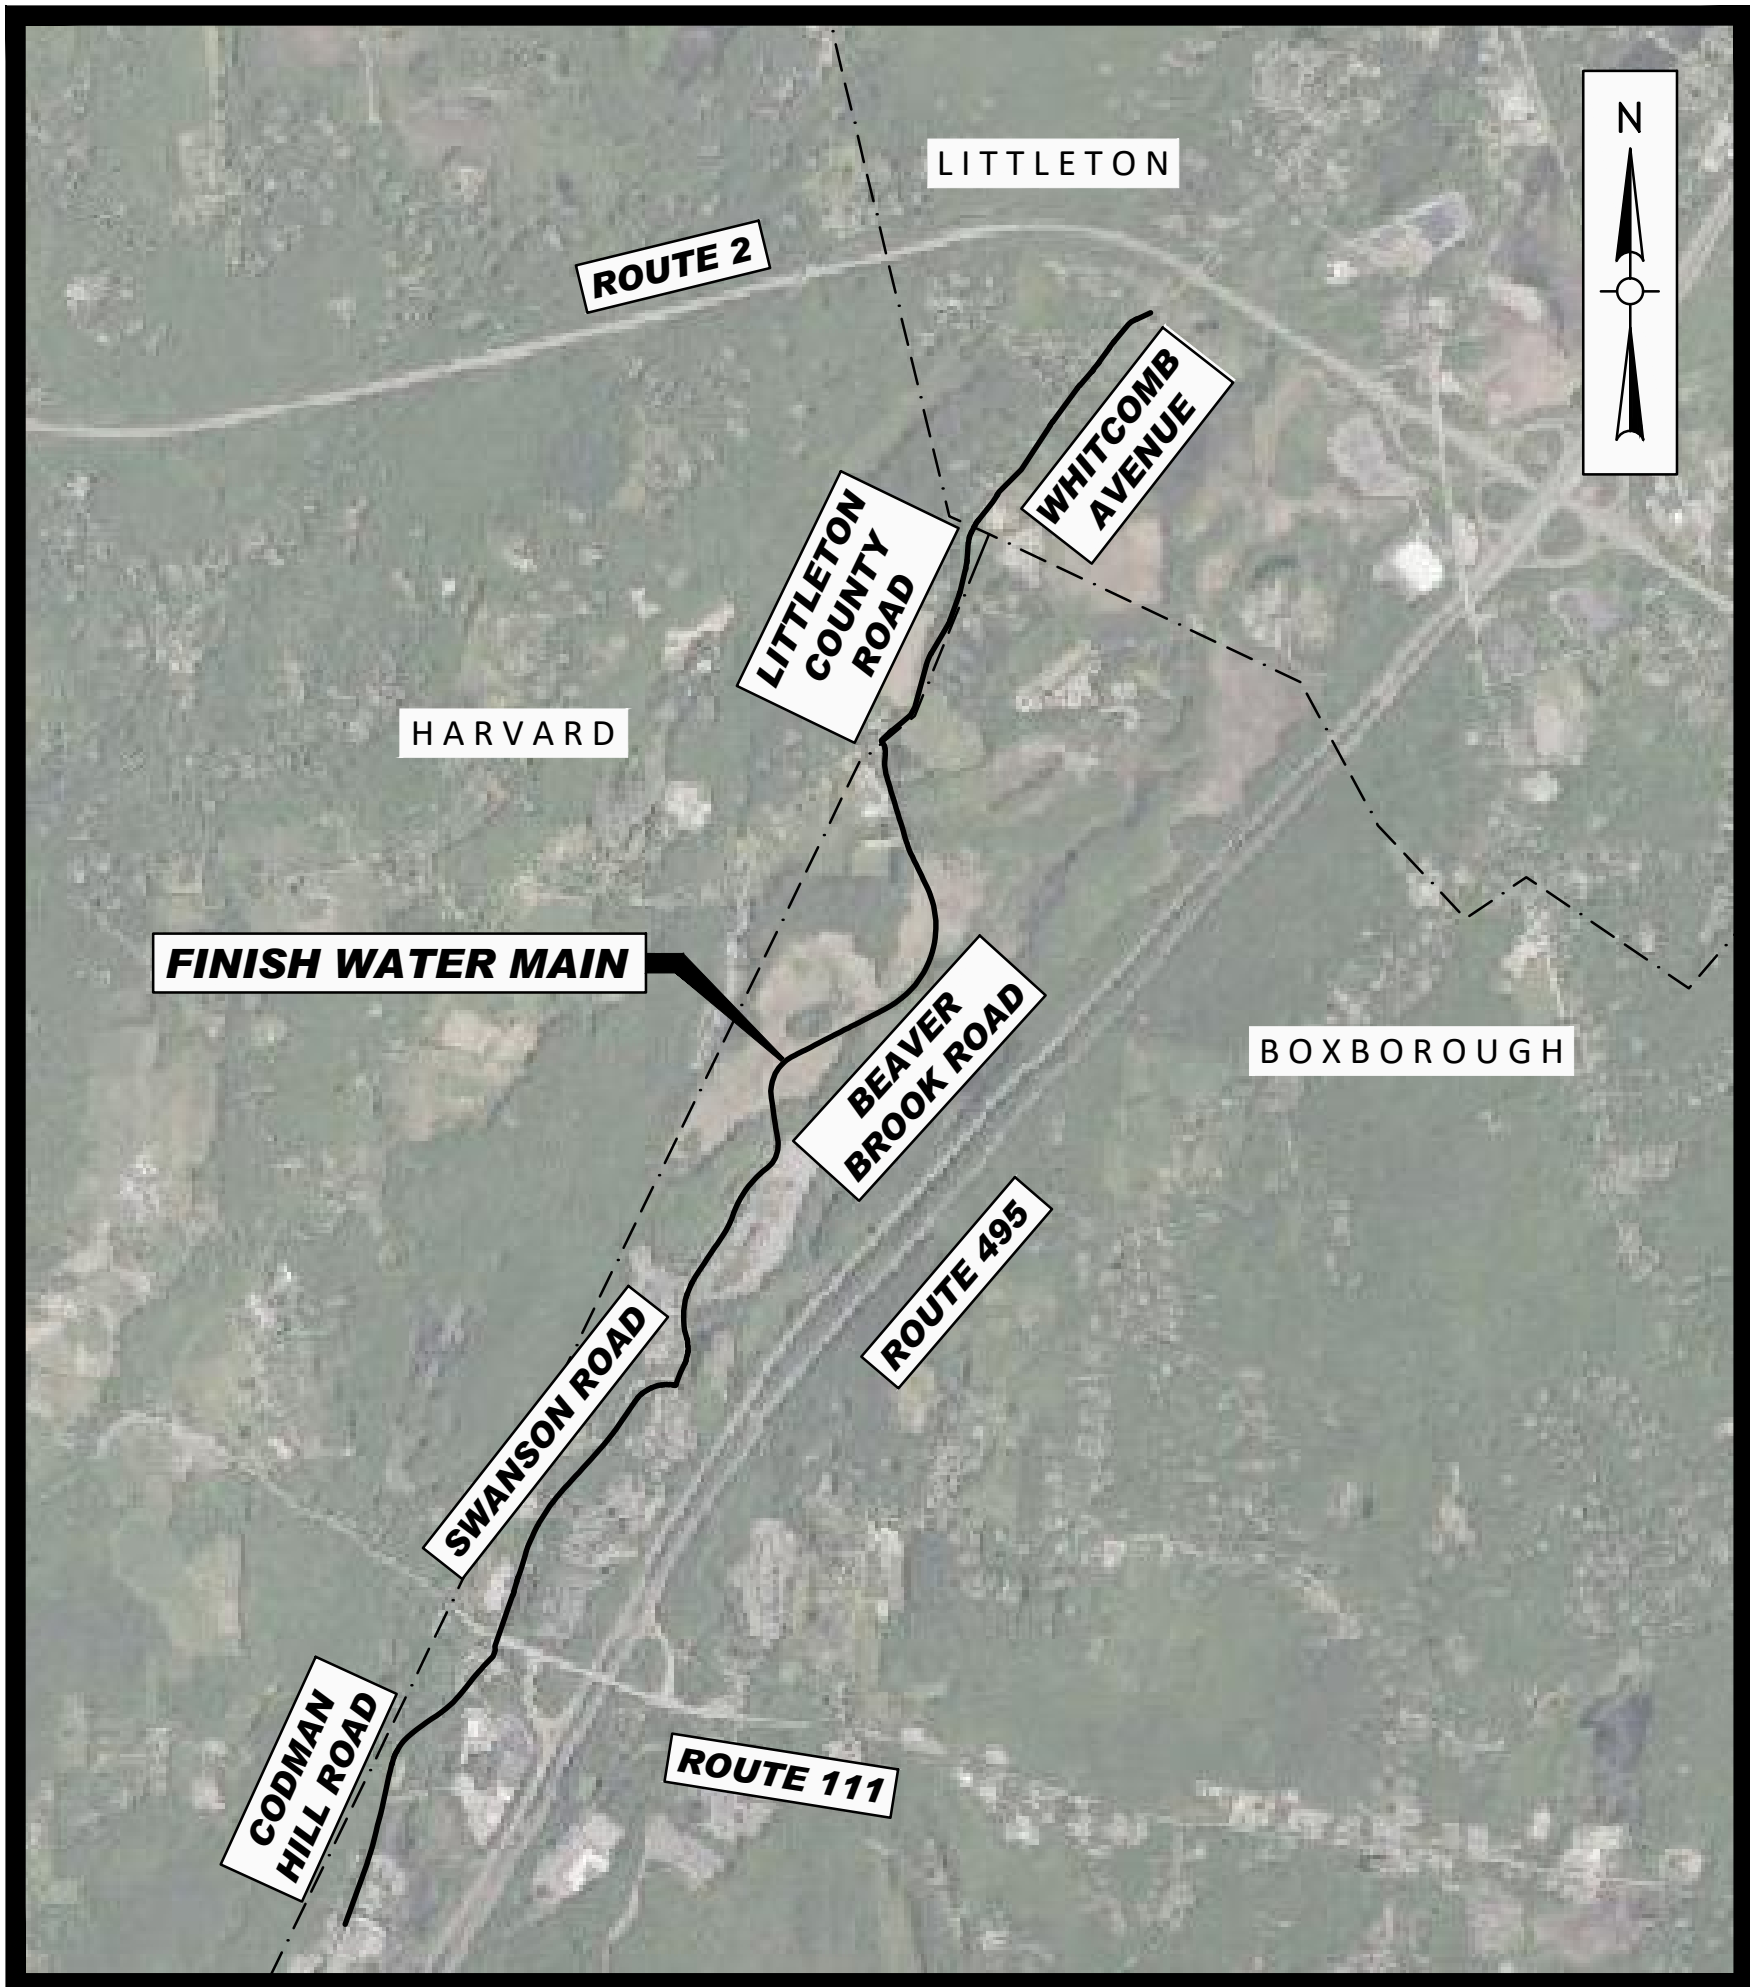 N
LITTLETON
ROUTE 2
WHITCOMB
AVENUE
LITTLETON
COUNTY
ROAD
HARVARD
FINISH WATER MAIN
BEAVER
BROOK ROAD
BOXBOROUGH
ROUTE 495
SWANSON ROAD
CODMAN
HILL ROAD
ROUTE 111